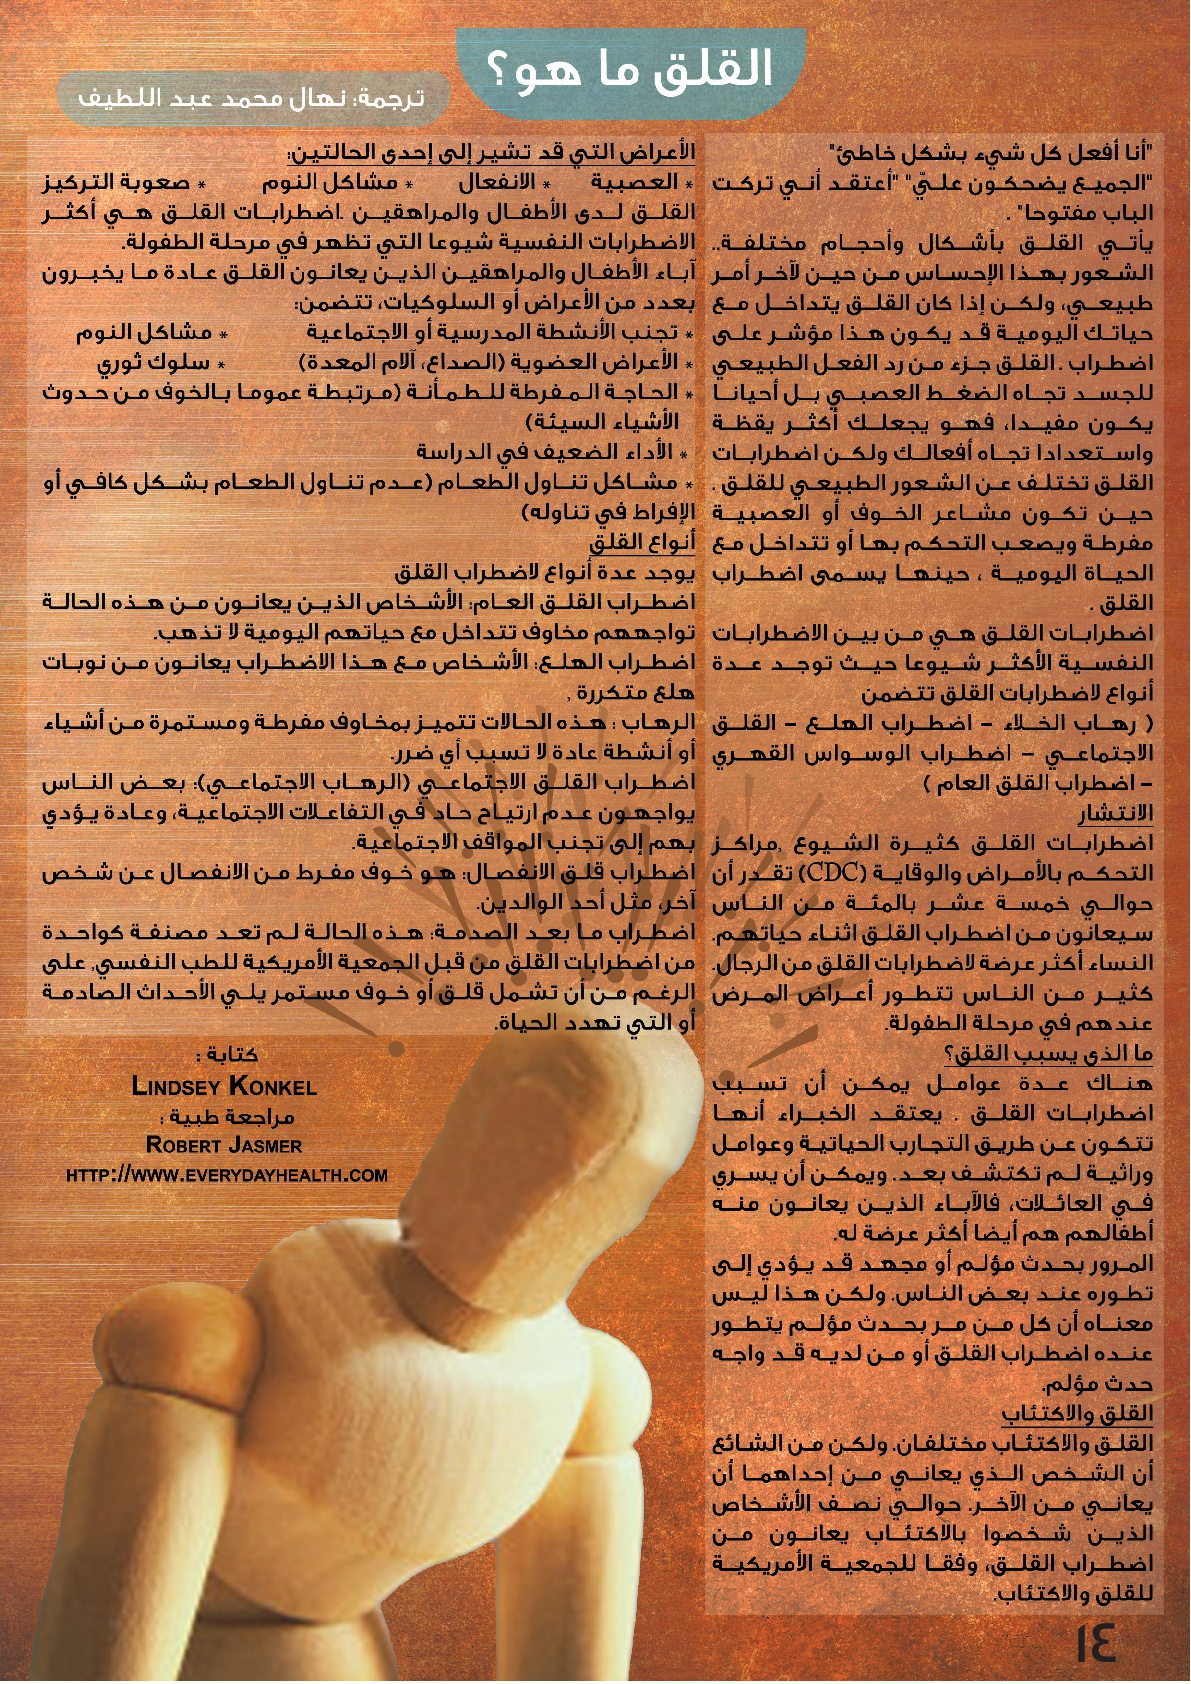 القلق ما هو؟
ترجمة: نهال محمد عبد اللطيف
"أنا أفعل كل شيء بشكل خاطئ"
"الجميع يضحكون عليّ" "أعتقد أني تركت
الباب مفتوحا" .
يأتي القلق بأشكال وأحجام مختلفة..
الشعور بهذا الإحساس من حين لآخر أمر
طبيعي، ولكن إذا كان القلق يتداخل مع
حياتك اليومية قد يكون هذا مؤشر على
اضطراب . القلق جزء من رد الفعل الطبيعي
للجسد تجاه الضغط العصبي بل أحيانا
يكون مفيدا، فهو يجعلك أكثر يقظة
واستعدادا تجاه أفعالك ولكن اضطرابات
القلق تختلف عن الشعور الطبيعي للقلق .
حين تكون مشاعر الخوف أو العصبية
مفرطة ويصعب التحكم بها أو تتداخل مع
الحياة اليومية ، حينها يسمى اضطراب
القلق .
اضطرابات القلق هي من بين الاضطرابات
النفسية الأكثر شيوعا حيث توجد عدة
أنواع لاضطرابات القلق تتضمن
( رهاب الخلاء – اضطراب الهلع – القلق
الاجتماعي – اضطراب الوسواس القهري
– اضطراب القلق العام )
الانتشار
اضطرابات القلق كثيرة الشيوع ,مراكز
التحكم بالأمراض والوقاية (CDC) تقدر أن
حوالي خمسة عشر بالمئة من الناس
سيعانون من اضطراب القلق اثناء حياتهم.
النساء أكثر عرضة لاضطرابات القلق من الرجال.
كثير من الناس تتطور أعراض المرض
عندهم في مرحلة الطفولة.
ما الذي يسبب القلق؟
هناك عدة عوامل يمكن أن تسبب
اضطرابات القلق . يعتقد الخبراء أنها
تتكون عن طريق التجارب الحياتية وعوامل
وراثية لم تكتشف بعد. ويمكن أن يسري
في العائلات، فالآباء الذين يعانون منه
أطفالهم هم أيضا أكثر عرضة له.
المرور بحدث مؤلم أو مجهد قد يؤدي إلى
تطوره عند بعض الناس. ولكن هذا ليس
معناه أن كل من مر بحدث مؤلم يتطور
عنده اضطراب القلق أو من لديه قد واجه
حدث مؤلم.
القلق والاكتئاب
القلق والاكتئاب مختلفان. ولكن من الشائع
أن الشخص الذي يعاني من إحداهما أن
يعاني من الآخر. حوالي نصف الأشخاص
الذين شخصوا بالاكتئاب يعانون من
اضطراب القلق، وفقا للجمعية الأمريكية
للقلق والاكتئاب.
الأعراض التي قد تشير إلى إحدى الحالتين:
* العصبية * الانفعال * مشاكل النوم * صعوبة التركيز
القلق لدى الأطفال والمراهقين .اضطرابات القلق هي أكثر
الاضطرابات النفسية شيوعا التي تظهر في مرحلة الطفولة.
آباء الأطفال والمراهقين الذين يعانون القلق عادة ما يخبرون
بعدد من الأعراض أو السلوكيات، تتضمن:
* تجنب الأنشطة المدرسية أو الاجتماعية * مشاكل النوم
* الأعراض العضوية (الصداع، آلام المعدة) * سلوك ثوري
* الحاجة المفرطة للطمأنة (مرتبطة عموما بالخوف من حدوث
الأشياء السيئة)
* الأداء الضعيف في الدراسة
* مشاكل تناول الطعام (عدم تناول الطعام بشكل كافي أو
الإفراط في تناوله)
أنواع القلق
يوجد عدة أنواع لاضطراب القلق
اضطراب القلق العام: الأشخاص الذين يعانون من هذه الحالة
تواجههم مخاوف تتداخل مع حياتهم اليومية لا تذهب.
اضطراب الهلع: الأشخاص مع هذا الاضطراب يعانون من نوبات
هلع متكررة ,
الرهاب : هذه الحالات تتميز بمخاوف مفرطة ومستمرة من أشياء
أو أنشطة عادة لا تسبب أي ضرر.
اضطراب القلق الاجتماعي (الرهاب الاجتماعي): بعض الناس
يواجهون عدم ارتياح حاد في التفاعلات الاجتماعية، وعادة يؤدي
بهم إلى تجنب المواقف الاجتماعية.
اضطراب قلق الانفصال: هو خوف مفرط من الانفصال عن شخص
آخر، مثل أحد الوالدين.
اضطراب ما بعد الصدمة: هذه الحالة لم تعد مصنفة كواحدة
من اضطرابات القلق من قبل الجمعية الأمريكية للطب النفسي, على
الرغم من أن تشمل قلق أو خوف مستمر يلي الأحداث الصادمة
أو التي تهدد الحياة.
كتابة :
LINDSEY KONKEL
مراجعة طبية :
ROBERT JASMER
HTTP://WWW.EVERYDAYHEALTH.COM
١٤